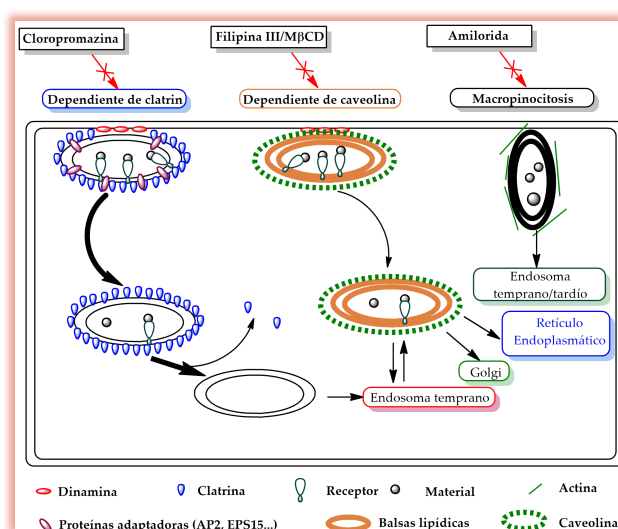 Cloropromazina
Filipina III/MβCD
Amilorida
Dependiente de clatrin
Dependiente de caveolina
Macropinocitosis
Endosoma
temprano/tardío
Retículo
Endoplasmático
Golgi
Endosoma temprano
Dinamina
Clatrina
Receptor
Material
Actina
Proteínas adaptadoras (AP2, EPS15...)
Balsas lipídicas
Caveolina